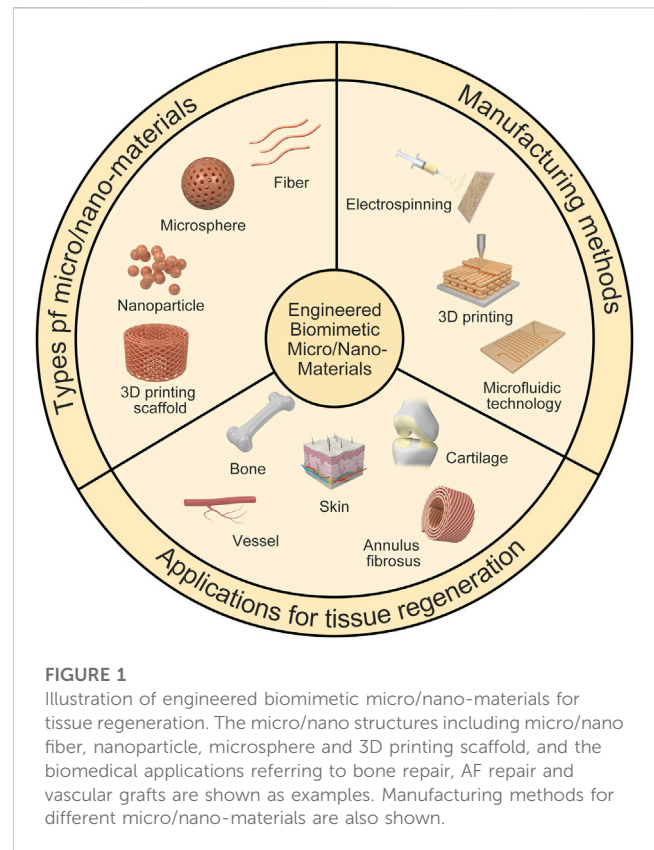 Types pf micro/nano-materials
Manufacturing methods
Applications for tissue regeneration
Fiber
Microsphere
Nanoparticle
3D printing
scaffold
Electrospinning
3D printing
Microfluidic
technology
Engineered
Biomimetic
Micro/Nano-
Materials
Bone
Skin
Cartilage
Vessel
Annulus
fibrosus
FIGURE 1
Illustration of engineered biomimetic micro/nano-materials for
tissue regeneration. The micro/nano structures including micro/nano
fiber, nanoparticle, microsphere and 3D printing scaffold, and the
biomedical applications referring to bone repair, AF repair and
vascular grafts are shown as examples. Manufacturing methods for
different micro/nano-materials are also shown.